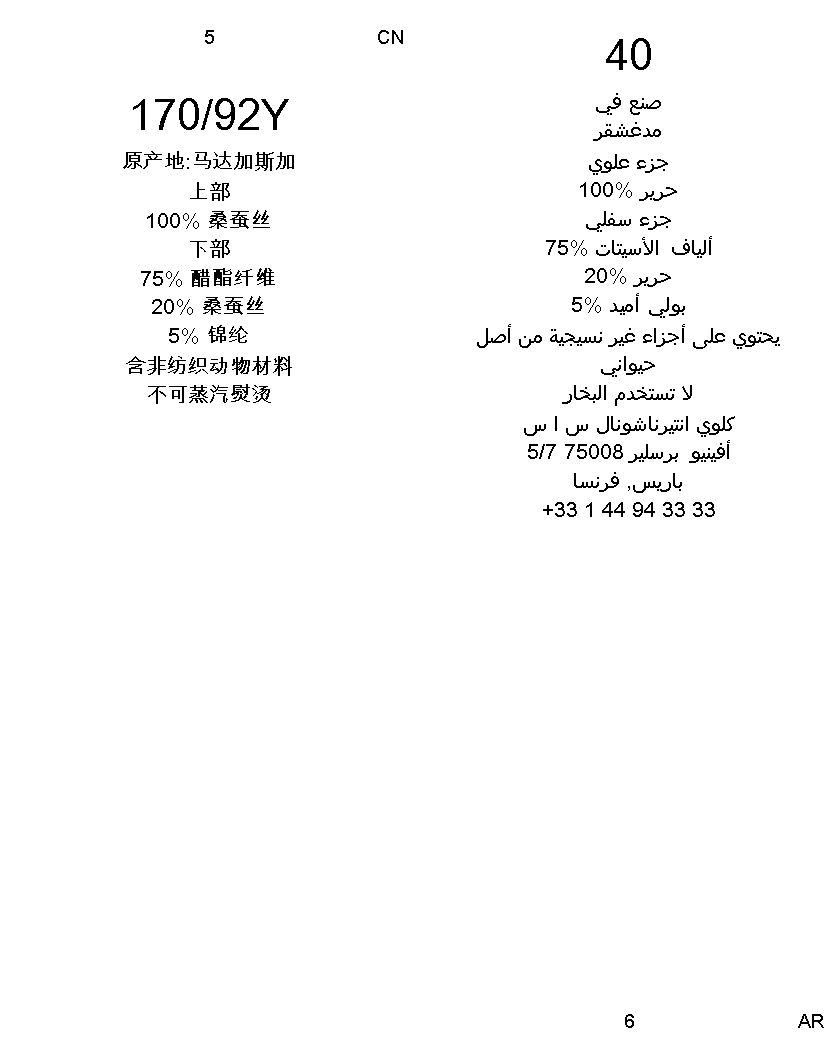 5
CN
170/92Y
原产地:马达加斯加
上部
100% 桑蚕丝
下部
75% 醋酯纤维
20% 桑蚕丝
5% 锦纶
含非纺织动物材料
不可蒸汽熨烫
40
صنع في
مدغشقر
جزء علوي
حرير %100
جزء سفلي
ألياف الأسيتات %75
حرير %20
بولي أميد %5
يحتوي على أجزاء غير نسيجية من أصل
حيواني
لا تستخدم البخار
كلوي انتيرناشونال س ا س
أفينيو برسلير 75008 5/7
باريس, فرنسا
+33 1 44 94 33 33
6
AR